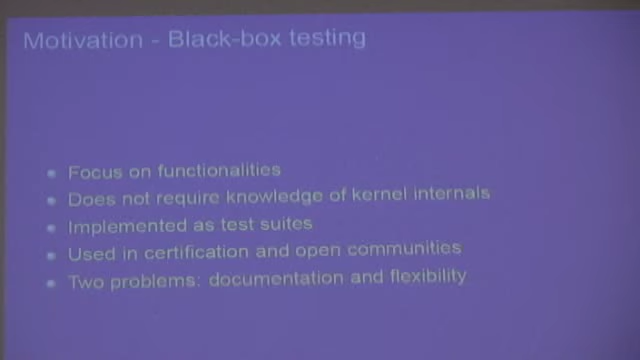 Motivation - Black-box testing
Focus on functionalities
Does not require knowledge of kernel internals
Implemented as test suites
Used in certification and open communities
Two problems: documentation and flexibility